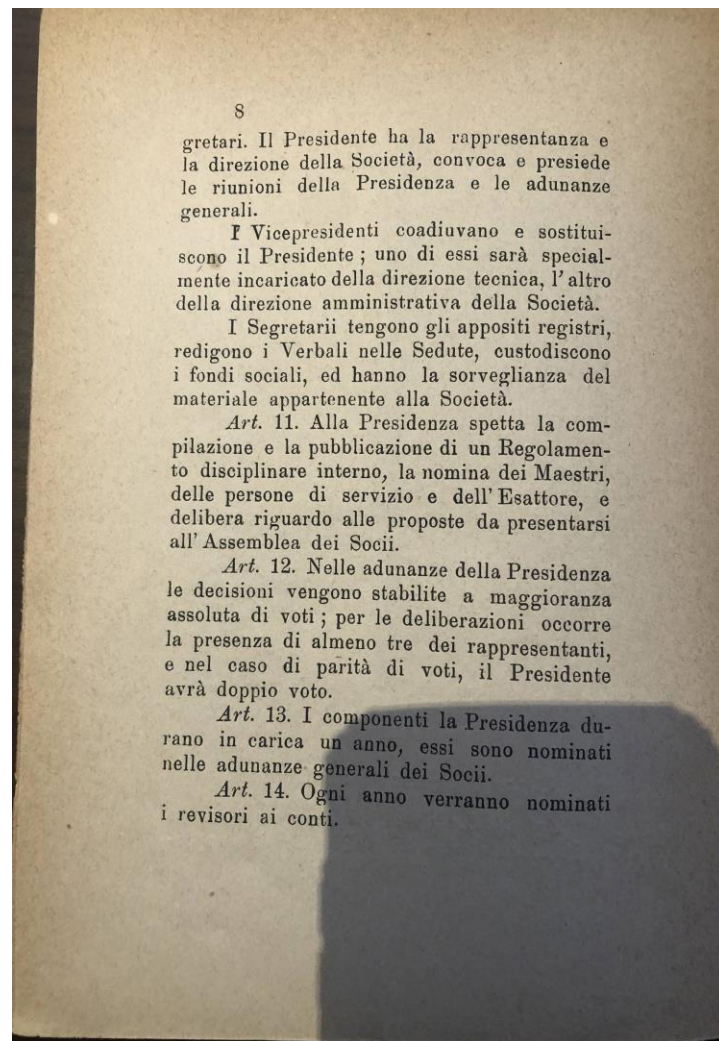 8
gretari. Il Presidente ha la rappresentanza e
la direzione della Società, convoca e presiede
le riunioni della Presidenza e le adunanze
generali.
I Vicepresidenti coadiuvano e sostitui-
scono il Presidente ; uno di essi sarà special-
mente incaricato della direzione tecnica, l' altro
della direzione amministrativa della Società.
I Segretarii tengono gli appositi registri,
redigono i Verbali nelle Sedute, custodiscono
i fondi sociali, ed hanno la sorveglianza del
materiale appartenente alla Società.
Art. 11. Alla Presidenza spetta la com-
pilazione e la pubblicazione di un Regolamen-
to disciplinare interno, la nomina dei Maestri,
delle persone di servizio e dell' Esattore, e
delibera riguardo alle proposte da presentarsi
all' Assemblea dei Socii.
Art. 12. Nelle adunanze della Presidenza
le decisioni vengono stabilite a maggioranza
assoluta di voti ; per le deliberazioni occorre
la presenza di almeno tre dei rappresentanti,
e nel caso di parità di voti, il Presidente
avrà doppio voto.
Art. 13. I componenti la Presidenza du-
rano in carica un anno, essi sono nominati
nelle adunanze generali dei Socii.
Art. 14. Ogni anno verranno nominati
i revisori ai conti.